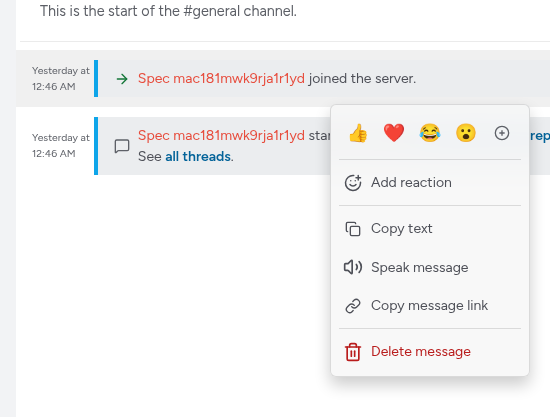 This is the start of the #general channel.
Yesterday at
12:46 AM
Spec mac181mwk9rja1r1yd joined the server.
Yesterday at
12:46 AM
Spec mac181mwk9rja1r1yd
See all threads.
Add reaction
Copy text
Speak message
Copy message link
Delete message